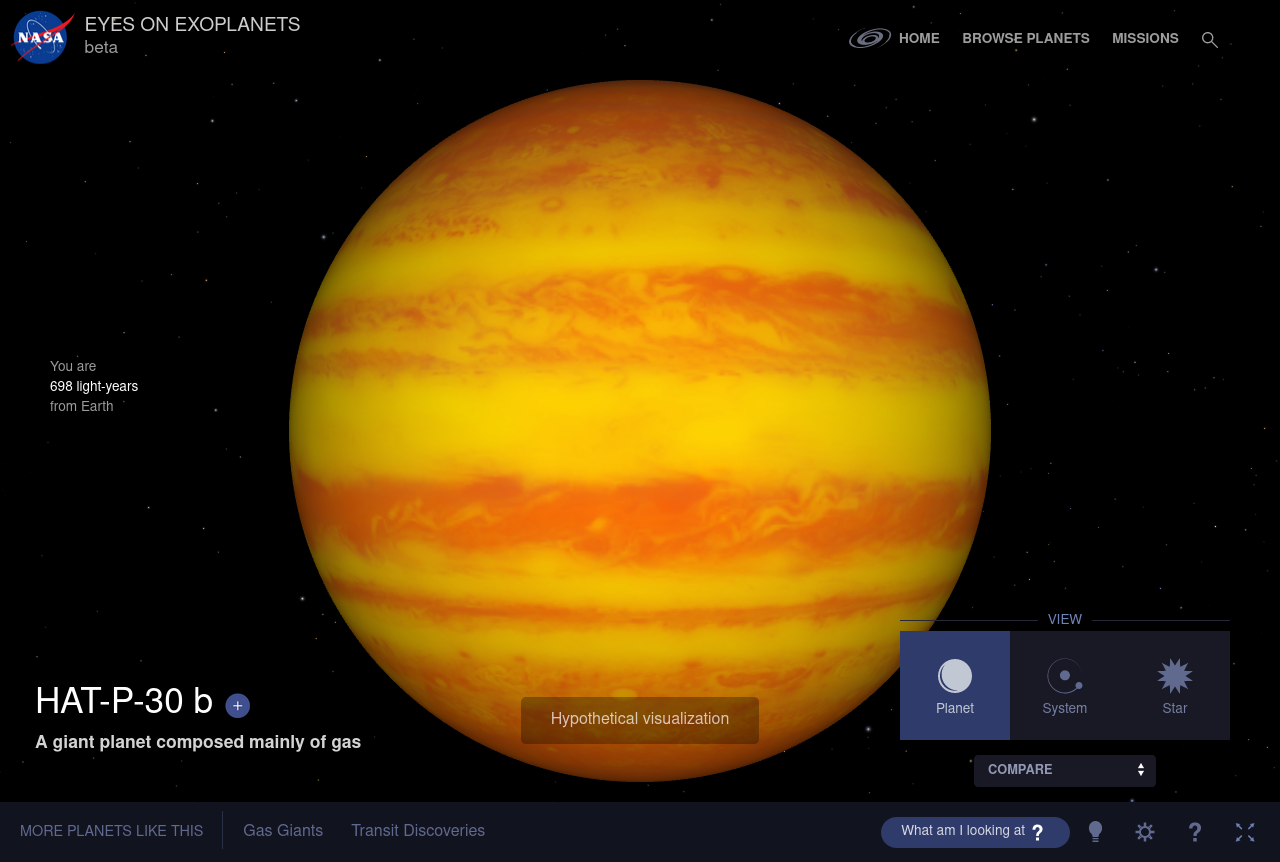 NASA
EYES ON EXOPLANETS
beta
HOME
BROWSE PLANETS
MISSIONS
You are
698 light-years
from Earth
VIEW
Planet
System
Star
HAT-P-30 b +
A giant planet composed mainly of gas
Hypothetical visualization
COMPARE
MORE PLANETS LIKE THIS
Gas Giants
Transit Discoveries
What am I looking at ?
?